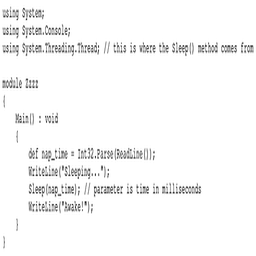 using System;
using System.Console;
using System.Threading.Thread; // this is where the Sleep() method comes from
module Zzzz
{
Main() : void
{
def nap_time = Int32.Parse(ReadLine());
WriteLine("Sleeping...");
Sleep(nap_time); // parameter is time in milliseconds
WriteLine("Awake!");
}
}